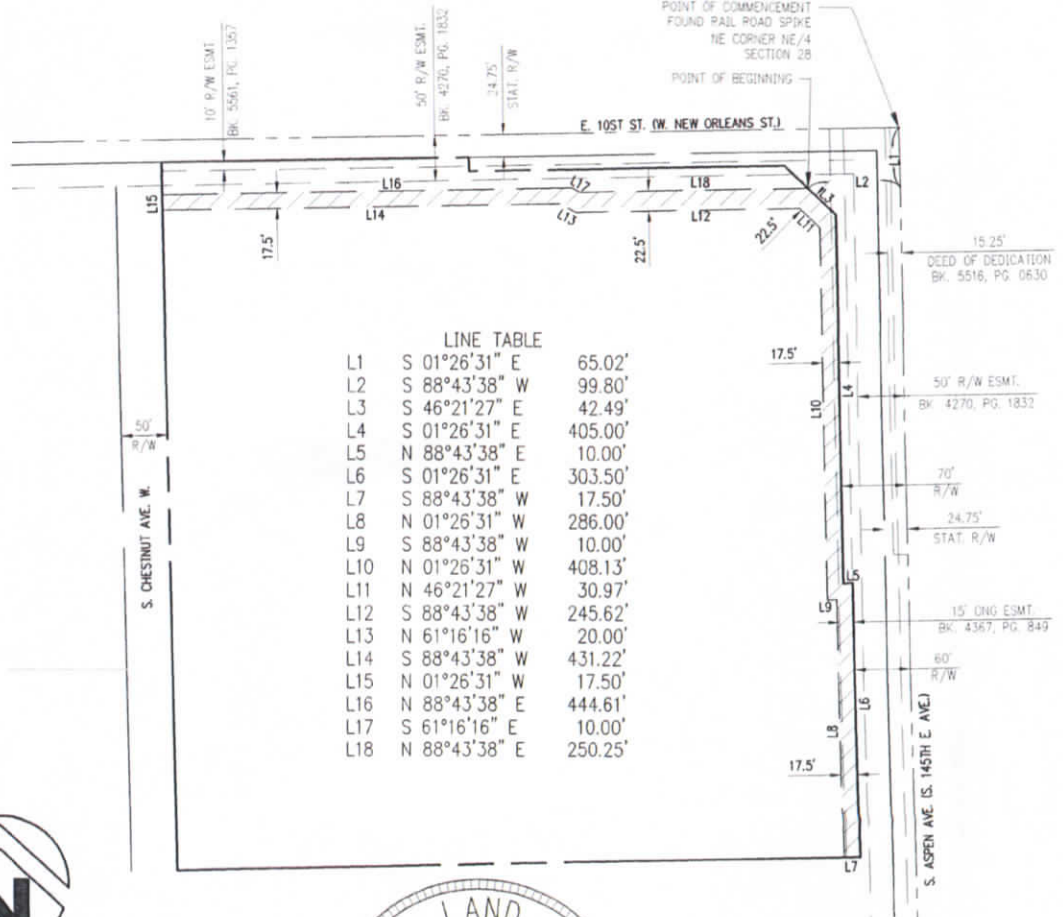 POINT OF COMMENCEMENT
FOUND RAIL ROAD SPIKE
NE CORNER NE/4
SECTION 28
POINT OF BEGINNING
10' R/W ESMT
BK. 5561, PG. 1357
50' R/W ESMT.
BK. 4270, PG. 1832
24.75'
STAT. R/W
E. 101ST ST. (W. NEW ORLEANS ST.)
L1
L2
L3
L15
L16
L17
L18
L14
L13
L12
L11
17.5'
22.5'
22.5'
15.25'
DEED OF DEDICATION
BK. 5516, PG. 0630
LINE TABLE
L1 S 01°26'31" E 65.02'
L2 S 88°43'38" W 99.80'
L3 S 46°21'27" E 42.49'
L4 S 01°26'31" E 405.00'
L5 N 88°43'38" E 10.00'
L6 S 01°26'31" E 303.50'
L7 S 88°43'38" W 17.50'
L8 N 01°26'31" W 286.00'
L9 S 88°43'38" W 10.00'
L10 N 01°26'31" W 408.13'
L11 N 46°21'27" W 30.97'
L12 S 88°43'38" W 245.62'
L13 N 61°16'16" W 20.00'
L14 S 88°43'38" W 431.22'
L15 N 01°26'31" W 17.50'
L16 N 88°43'38" E 444.61'
L17 S 61°16'16" E 10.00'
L18 N 88°43'38" E 250.25'
17.5'
L10
L4
50' R/W ESMT.
BK. 4270, PG. 1832
50'
R/W
S. CHESTNUT AVE. W.
70'
R/W
24.75'
STAT. R/W
L5
L9
15' ONG ESMT.
BK. 4367, PG. 849
60'
R/W
L6
L8
17.5'
S. ASPEN AVE. (S. 145TH E. AVE.)
L7
N
LAND